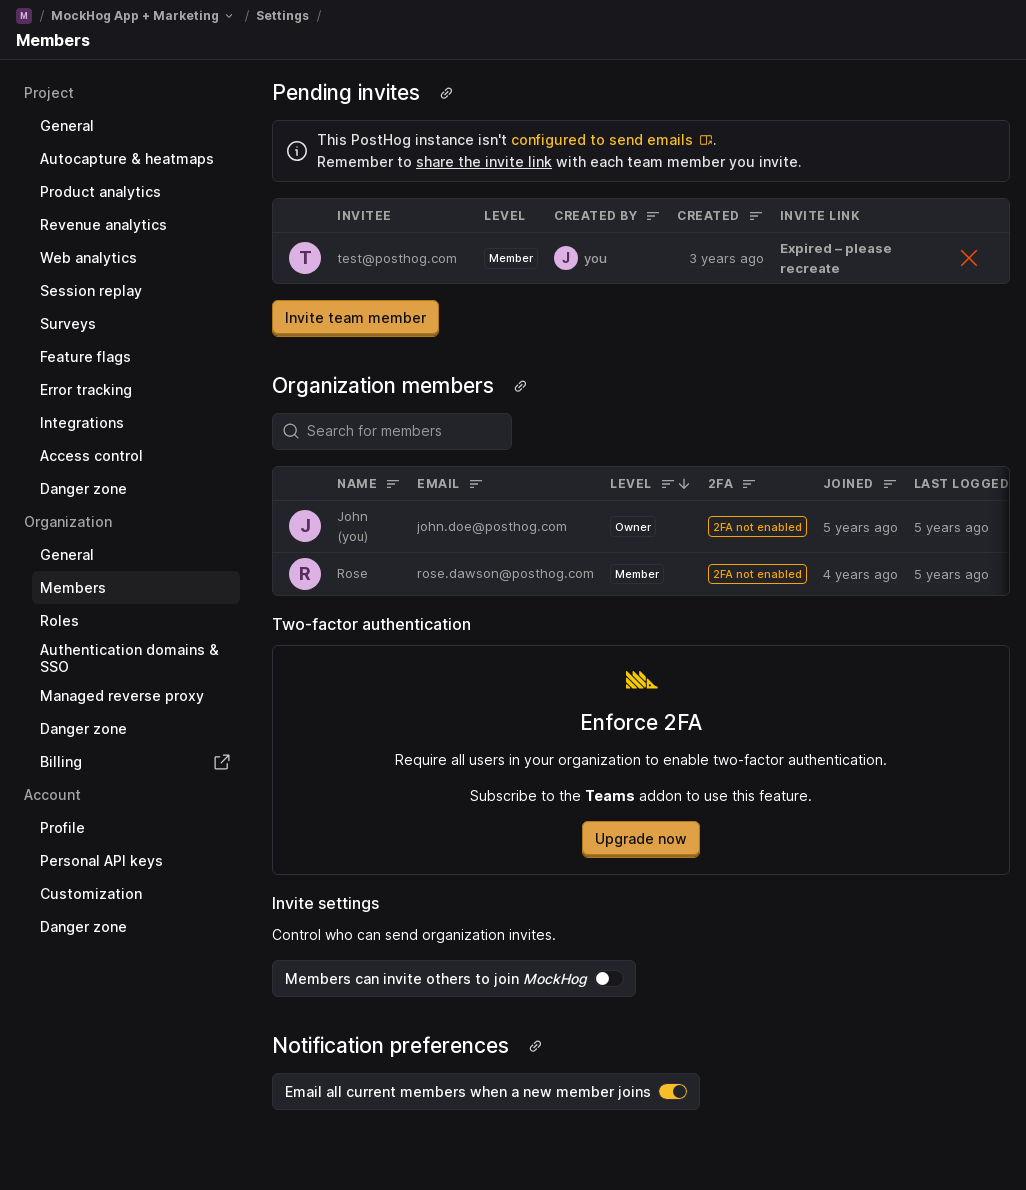 M / MockHog App + Marketing / Settings /
Members
Project
General
Autocapture & heatmaps
Product analytics
Revenue analytics
Web analytics
Session replay
Surveys
Feature flags
Error tracking
Integrations
Access control
Danger zone
Organization
General
Members
Roles
Authentication domains &
SSO
Managed reverse proxy
Danger zone
Billing
Account
Profile
Personal API keys
Customization
Danger zone
Pending invites
This PostHog instance isn't configured to send emails.
Remember to share the invite link with each team member you invite.
INVITEE LEVEL CREATED BY CREATED INVITE LINK
T test@posthog.com Member J you 3 years ago Expired – please
recreate
Invite team member
Organization members
Search for members
NAME EMAIL LEVEL 2FA JOINED LAST LOGGED
J John
(you) john.doe@posthog.com Owner 2FA not enabled 5 years ago 5 years ago
R Rose rose.dawson@posthog.com Member 2FA not enabled 4 years ago 5 years ago
Two-factor authentication
Enforce 2FA
Require all users in your organization to enable two-factor authentication.
Subscribe to the Teams addon to use this feature.
Upgrade now
Invite settings
Control who can send organization invites.
Members can invite others to join MockHog
Notification preferences
Email all current members when a new member joins